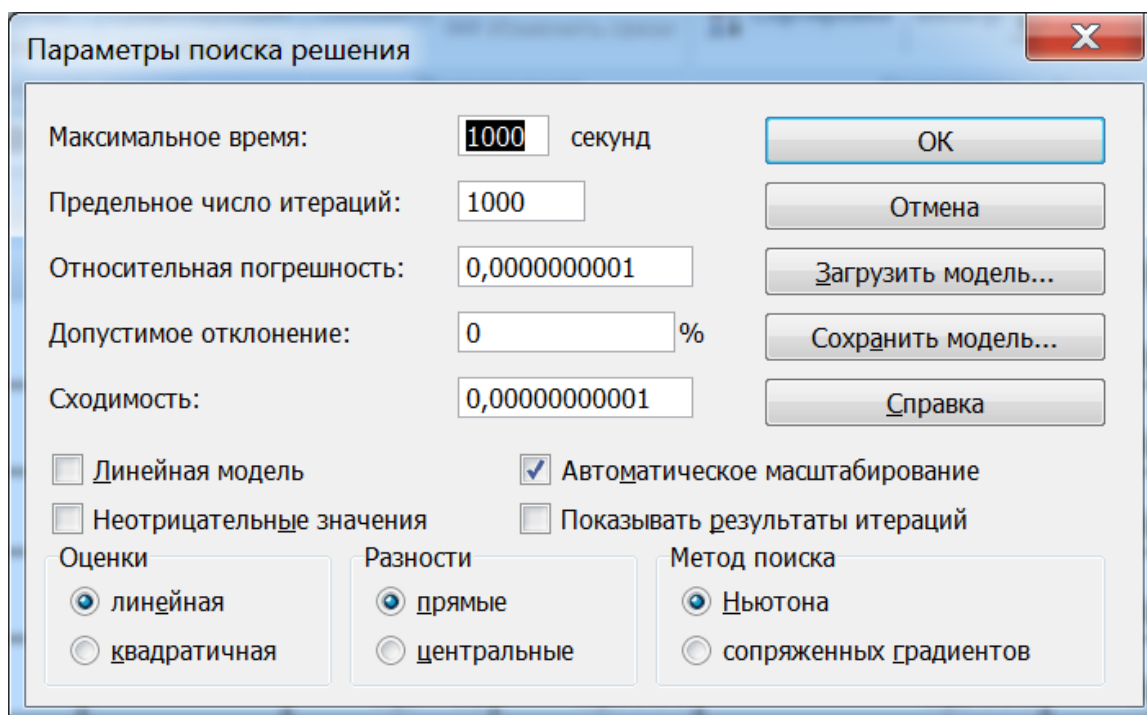 Параметры поиска решения
Максимальное время: 1000 секунд ОК
Предельное число итераций: 1000 Отмена
Относительная погрешность: 0,0000000001 Загрузить модель...
Допустимое отклонение: 0 % Сохранить модель...
Сходимость: 0,00000000001 Справка
Линейная модель Автоматическое масштабирование
Неотрицательные значения Показывать результаты итераций
Оценки Разности Метод поиска
линейная прямые Ньютона
квадратичная центральные сопряженных градиентов